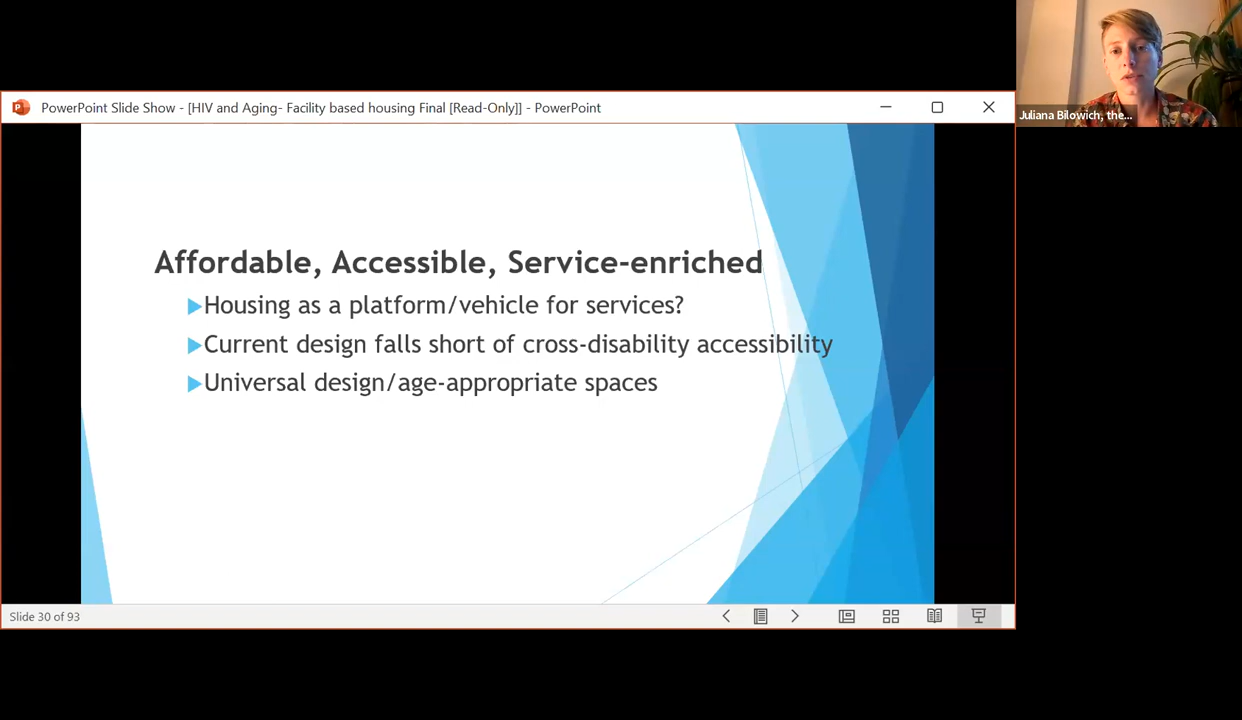 PowerPoint Slide Show - [HIV and Aging- Facility based housing Final [Read-Only]] - PowerPoint
Juliana Bilowich, the...
Affordable, Accessible, Service-enriched
Housing as a platform/vehicle for services?
Current design falls short of cross-disability accessibility
Universal design/age-appropriate spaces
Slide 30 of 93